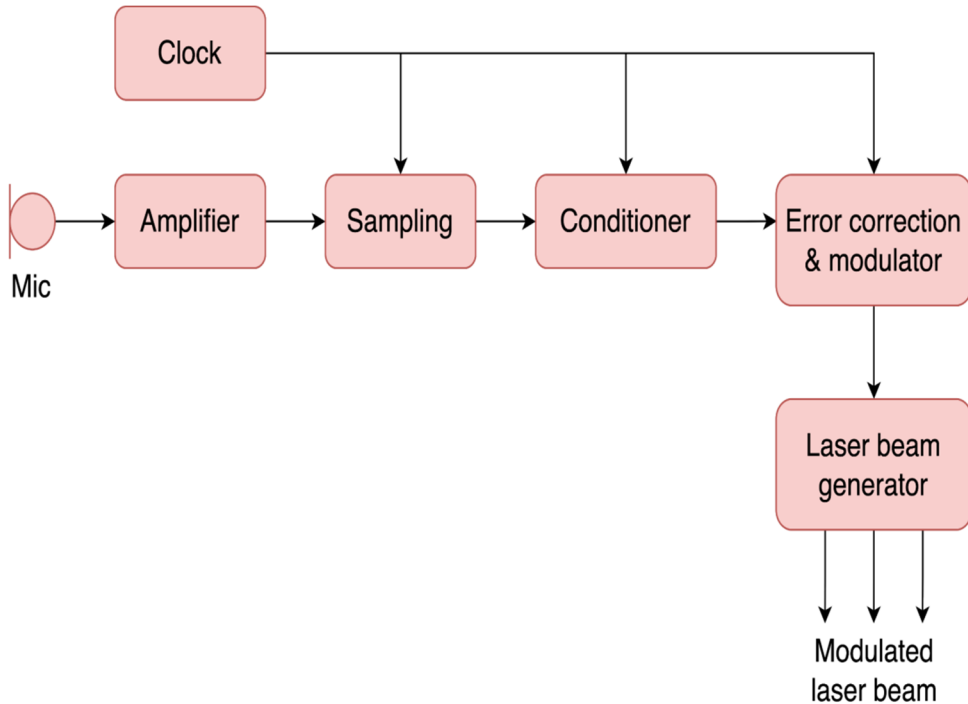 Clock
Mic
Amplifier
Sampling
Conditioner
Error correction
& modulator
Laser beam
generator
Modulated
laser beam